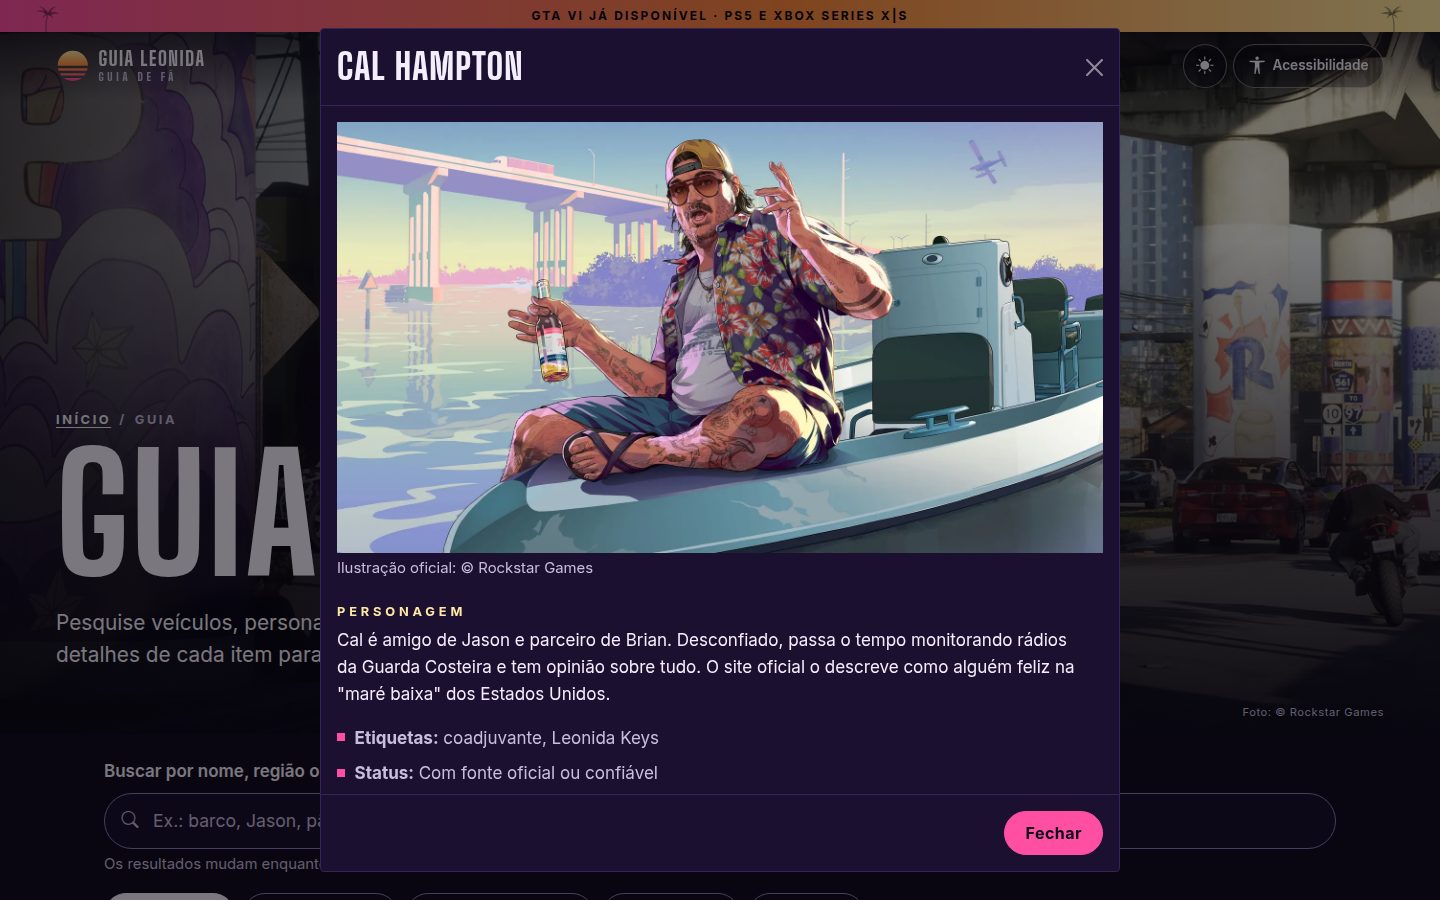 GTA VI JÁ DISPONÍVEL · PS5 E XBOX SERIES X|S
GUIA LEONIDA
GUIA DE FÃ
Acessibilidade
CAL HAMPTON
Ilustração oficial: © Rockstar Games
PERSONAGEM
Cal é amigo de Jason e parceiro de Brian. Desconfiado, passa o tempo monitorando rádios
da Guarda Costeira e tem opinião sobre tudo. O site oficial o descreve como alguém feliz na
"maré baixa" dos Estados Unidos.
Etiquetas: coadjuvante, Leonida Keys
Status: Com fonte oficial ou confiável
Fechar
INÍCIO / GUIA
GUIA
Pesquise veículos, persona
detalhes de cada item para
Foto: © Rockstar Games
Buscar por nome, região o
Ex.: barco, Jason, pa
Os resultados mudam enquant